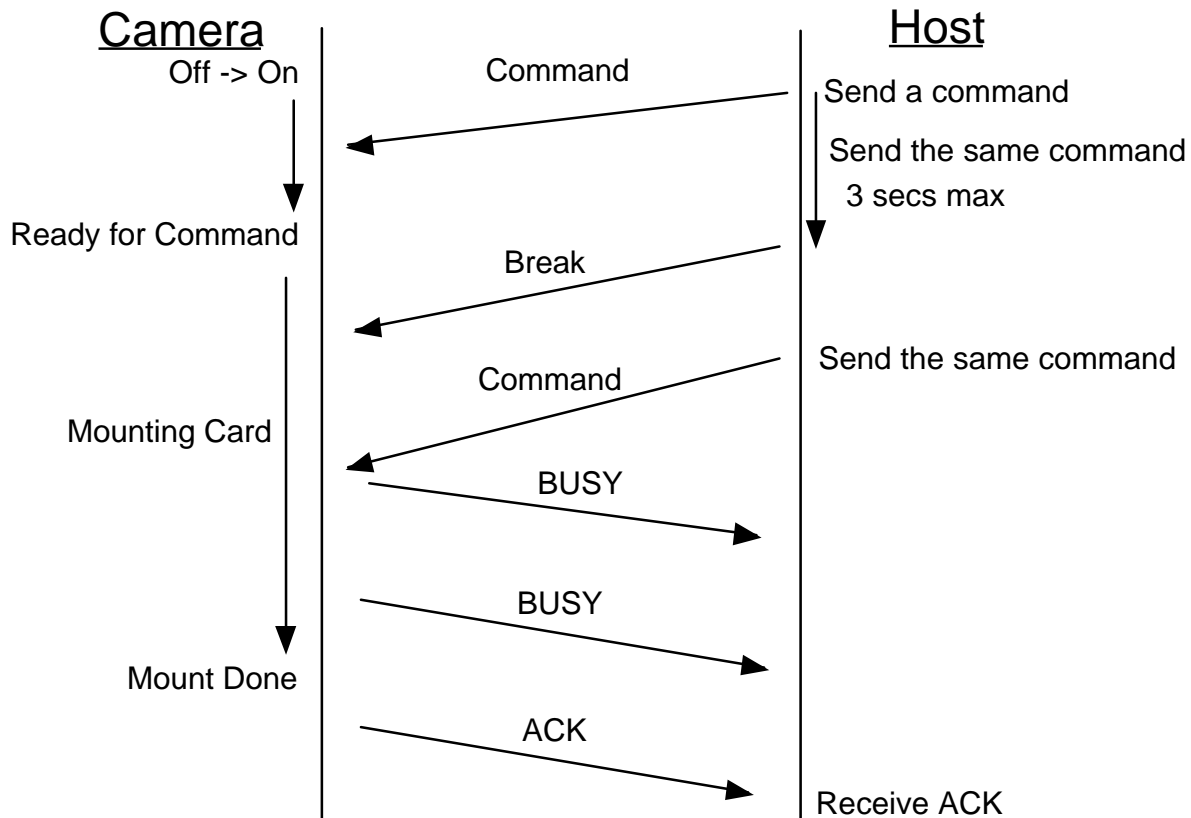 Camera
Host
Off -> On
Command
Send a command
Send the same command
3 secs max
Ready for Command
Break
Send the same command
Command
Mounting Card
BUSY
BUSY
Mount Done
ACK
Receive ACK